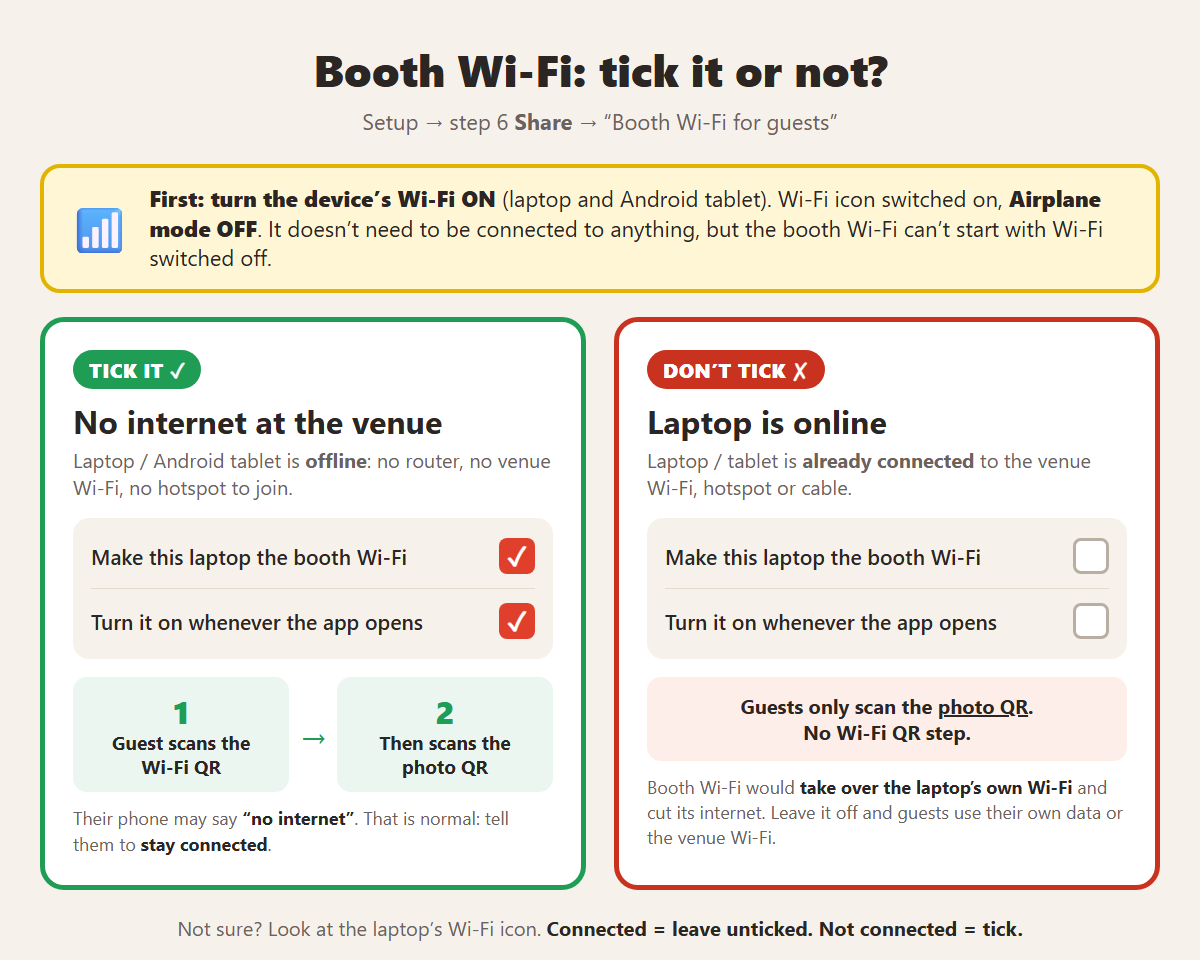 Booth Wi-Fi: tick it or not?
Setup → step 6 Share → “Booth Wi-Fi for guests”
First: turn the device’s Wi-Fi ON (laptop and Android tablet). Wi-Fi icon switched on, Airplane
mode OFF. It doesn’t need to be connected to anything, but the booth Wi-Fi can’t start with Wi-Fi
switched off.
TICK IT ✓
No internet at the venue
Laptop / Android tablet is offline: no router, no venue
Wi-Fi, no hotspot to join.
Make this laptop the booth Wi-Fi ✓
Turn it on whenever the app opens ✓
1
Guest scans the
Wi-Fi QR
→
2
Then scans the
photo QR
Their phone may say “no internet”. That is normal: tell
them to stay connected.
DON’T TICK ✗
Laptop is online
Laptop / tablet is already connected to the venue
Wi-Fi, hotspot or cable.
Make this laptop the booth Wi-Fi
Turn it on whenever the app opens
Guests only scan the photo QR.
No Wi-Fi QR step.
Booth Wi-Fi would take over the laptop’s own Wi-Fi and
cut its internet. Leave it off and guests use their own data or
the venue Wi-Fi.
Not sure? Look at the laptop’s Wi-Fi icon. Connected = leave unticked. Not connected = tick.